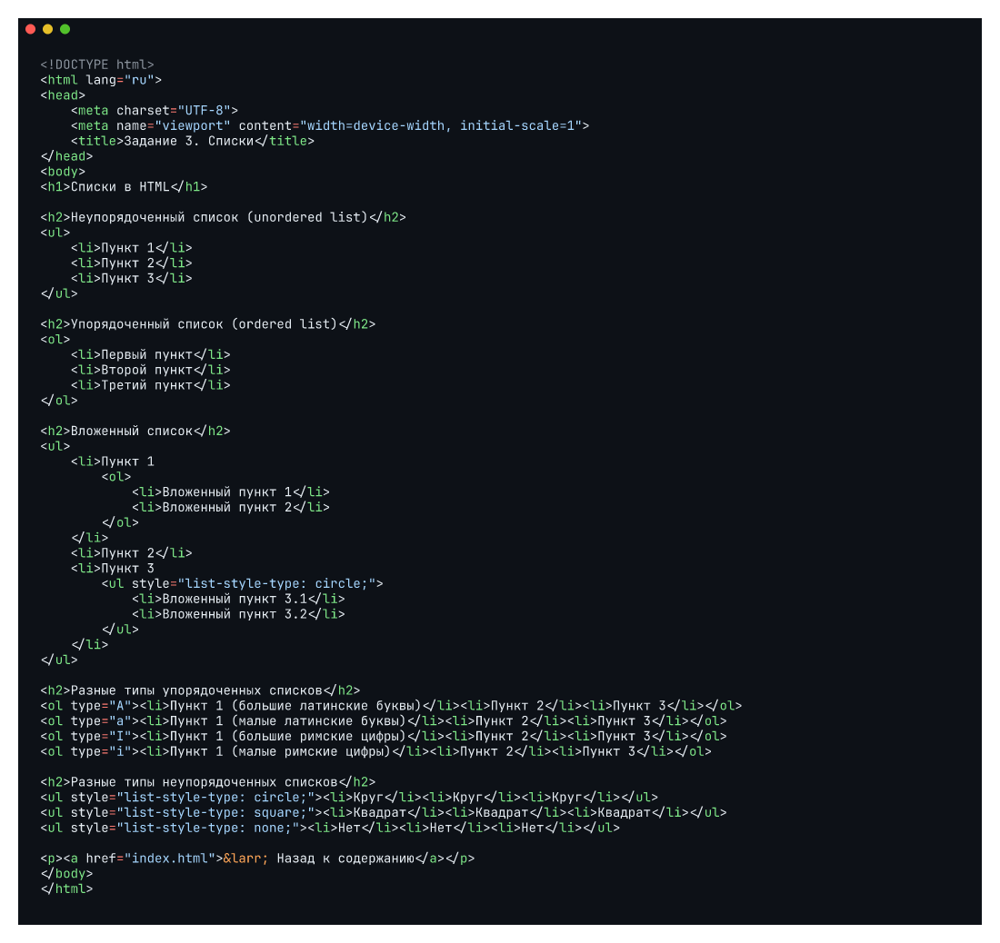 <!DOCTYPE html>
<html lang="ru">
<head>
    <meta charset="UTF-8">
    <meta name="viewport" content="width=device-width, initial-scale=1">
    <title>Задание 3. Списки</title>
</head>
<body>
<h1>Списки в HTML</h1>

<h2>Неупорядоченный список (unordered list)</h2>
<ul>
    <li>Пункт 1</li>
    <li>Пункт 2</li>
    <li>Пункт 3</li>
</ul>

<h2>Упорядоченный список (ordered list)</h2>
<ol>
    <li>Первый пункт</li>
    <li>Второй пункт</li>
    <li>Третий пункт</li>
</ol>

<h2>Вложенный список</h2>
<ul>
    <li>Пункт 1
        <ol>
            <li>Вложенный пункт 1</li>
            <li>Вложенный пункт 2</li>
        </ol>
    </li>
    <li>Пункт 2</li>
    <li>Пункт 3
        <ul style="list-style-type: circle;">
            <li>Вложенный пункт 3.1</li>
            <li>Вложенный пункт 3.2</li>
        </ul>
    </li>
</ul>

<h2>Разные типы упорядоченных списков</h2>
<ol type="A"><li>Пункт 1 (большие латинские буквы)</li><li>Пункт 2</li><li>Пункт 3</li></ol>
<ol type="a"><li>Пункт 1 (малые латинские буквы)</li><li>Пункт 2</li><li>Пункт 3</li></ol>
<ol type="I"><li>Пункт 1 (большие римские цифры)</li><li>Пункт 2</li><li>Пункт 3</li></ol>
<ol type="i"><li>Пункт 1 (малые римские цифры)</li><li>Пункт 2</li><li>Пункт 3</li></ol>

<h2>Разные типы неупорядоченных списков</h2>
<ul style="list-style-type: circle;"><li>Круг</li><li>Круг</li><li>Круг</li></ul>
<ul style="list-style-type: square;"><li>Квадрат</li><li>Квадрат</li><li>Квадрат</li></ul>
<ul style="list-style-type: none;"><li>Нет</li><li>Нет</li><li>Нет</li></ul>

<p><a href="index.html">&larr; Назад к содержанию</a></p>
</body>
</html>